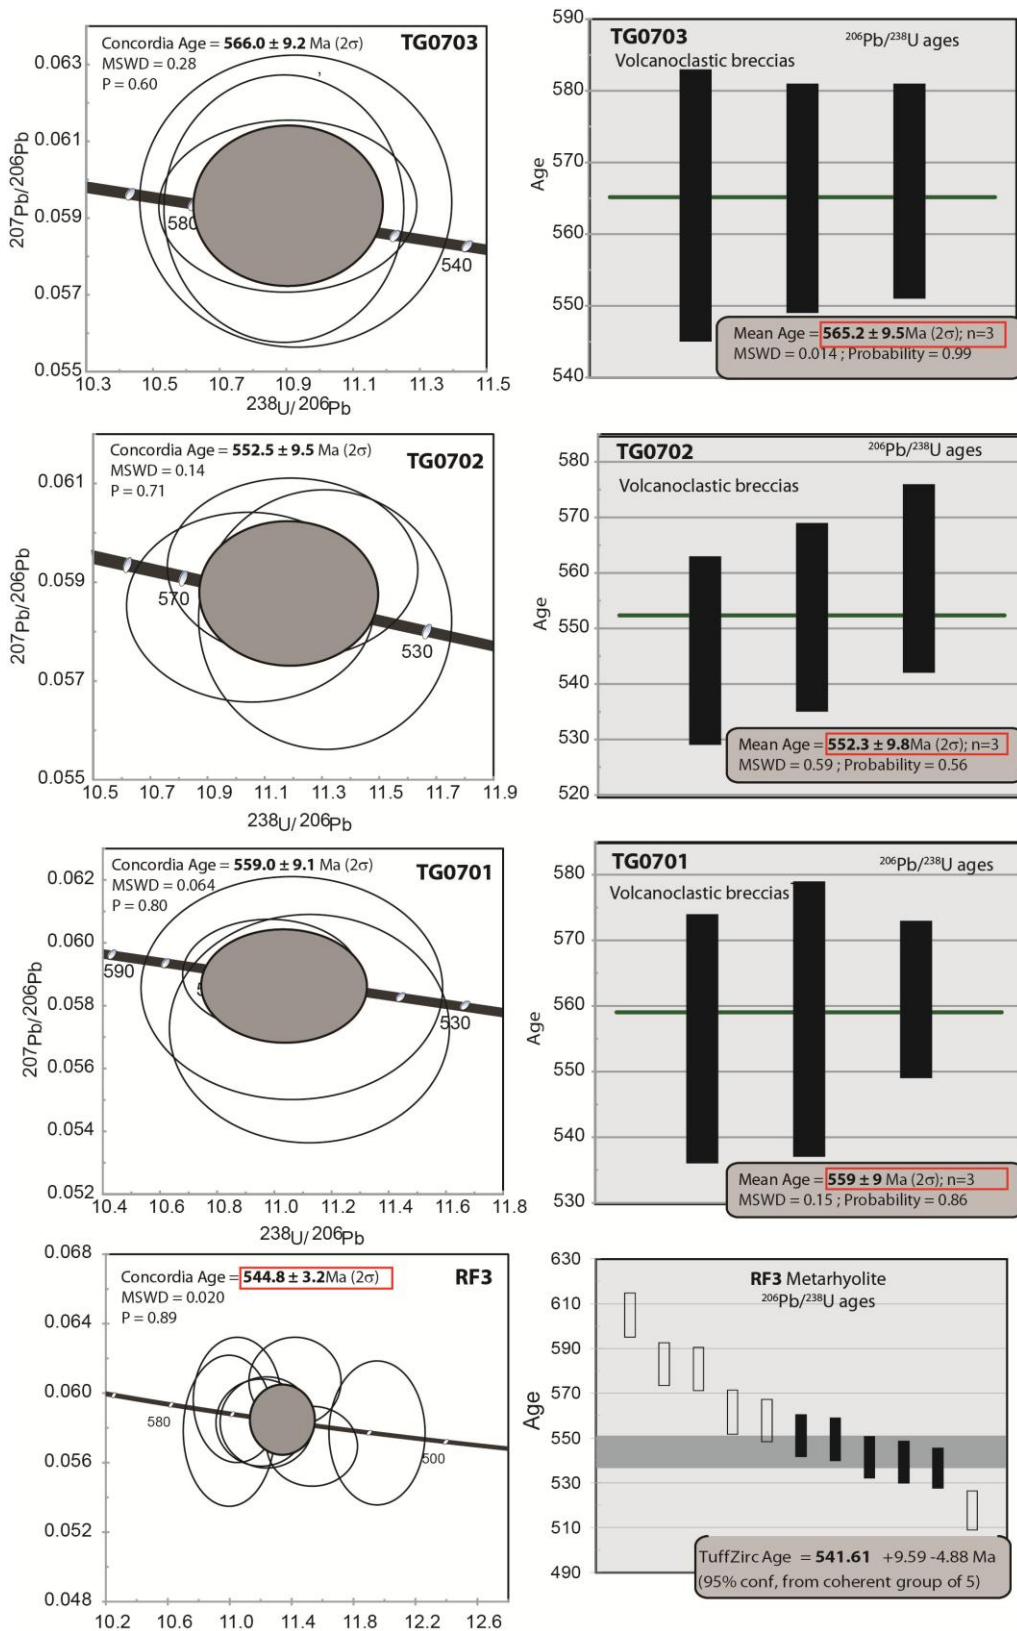 Concordia Age = 566.0 ± 9.2 Ma (2σ)
TG0703
MSWD = 0.28
P = 0.60
0.063
0.061
0.059
0.057
0.055
207Pb/206Pb
580
540
10.3 10.5 10.7 10.9 11.1 11.3 11.5
238U/ 206Pb
TG0703
206Pb/238U ages
Volcanoclastic breccias
590
580
570
560
550
540
Age
Mean Age = 565.2 ± 9.5Ma (2σ); n=3
MSWD = 0.014 ; Probability = 0.99
Concordia Age = 552.5 ± 9.5 Ma (2σ)
TG0702
MSWD = 0.14
P = 0.71
0.061
0.059
0.057
0.055
207Pb/206Pb
570
530
10.5 10.7 10.9 11.1 11.3 11.5 11.7 11.9
238U/ 206Pb
TG0702
206Pb/238U ages
Volcanoclastic breccias
580
570
560
550
540
530
520
Age
Mean Age = 552.3 ± 9.8Ma (2σ); n=3
MSWD = 0.59 ; Probability = 0.56
Concordia Age = 559.0 ± 9.1 Ma (2σ)
TG0701
MSWD = 0.064
P = 0.80
0.062
0.060
0.058
0.056
0.054
0.052
207Pb/206Pb
590
530
10.4 10.6 10.8 11.0 11.2 11.4 11.6 11.8
238U/ 206Pb
TG0701
206Pb/238U ages
Volcanoclastic breccias
580
570
560
550
540
530
Age
Mean Age = 559 ± 9 Ma (2σ); n=3
MSWD = 0.15 ; Probability = 0.86
Concordia Age = 544.8 ± 3.2Ma (2σ)
RF3
MSWD = 0.020
P = 0.89
0.068
0.064
0.060
0.056
0.052
0.048
580
500
10.2 10.6 11.0 11.4 11.8 12.2 12.6
RF3 Metarhyolite
206Pb/238U ages
630
610
590
570
550
530
510
490
Age
TuffZirc Age = 541.61 +9.59 -4.88 Ma
(95% conf, from coherent group of 5)